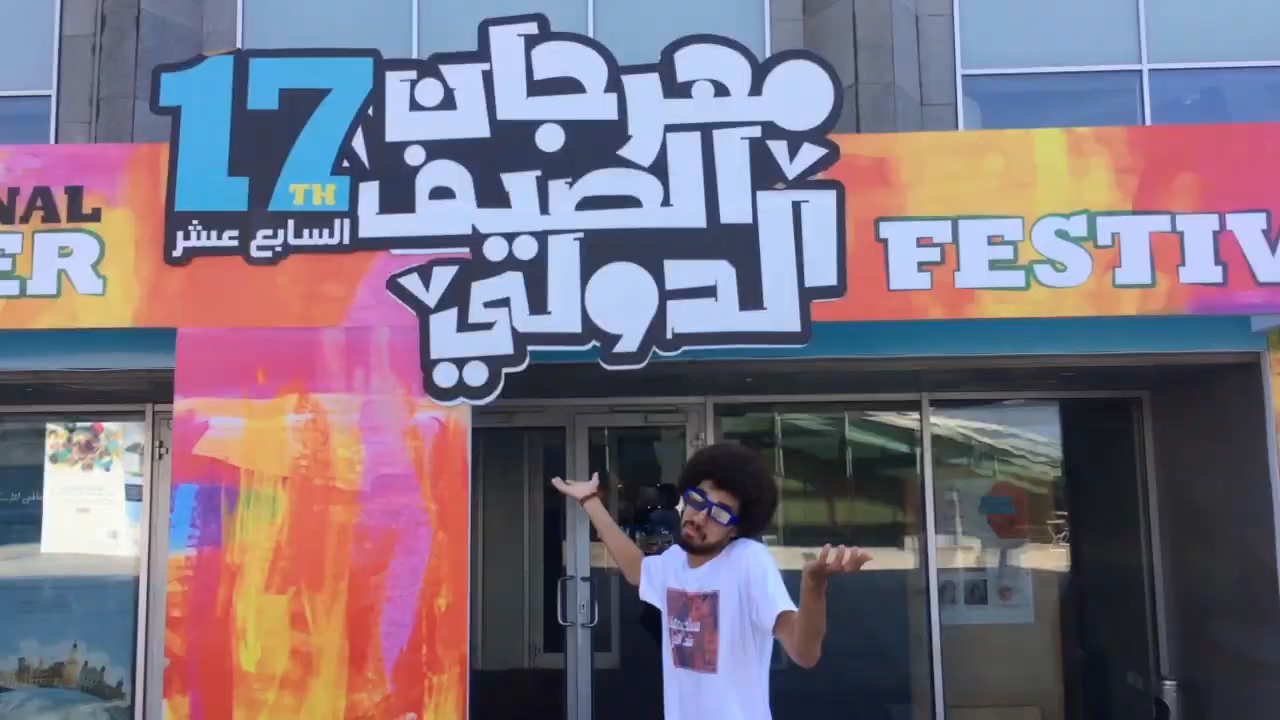 مهرجان
الصيف
الدولي
17TH
السابع عشر
NAL
ER
FESTIV